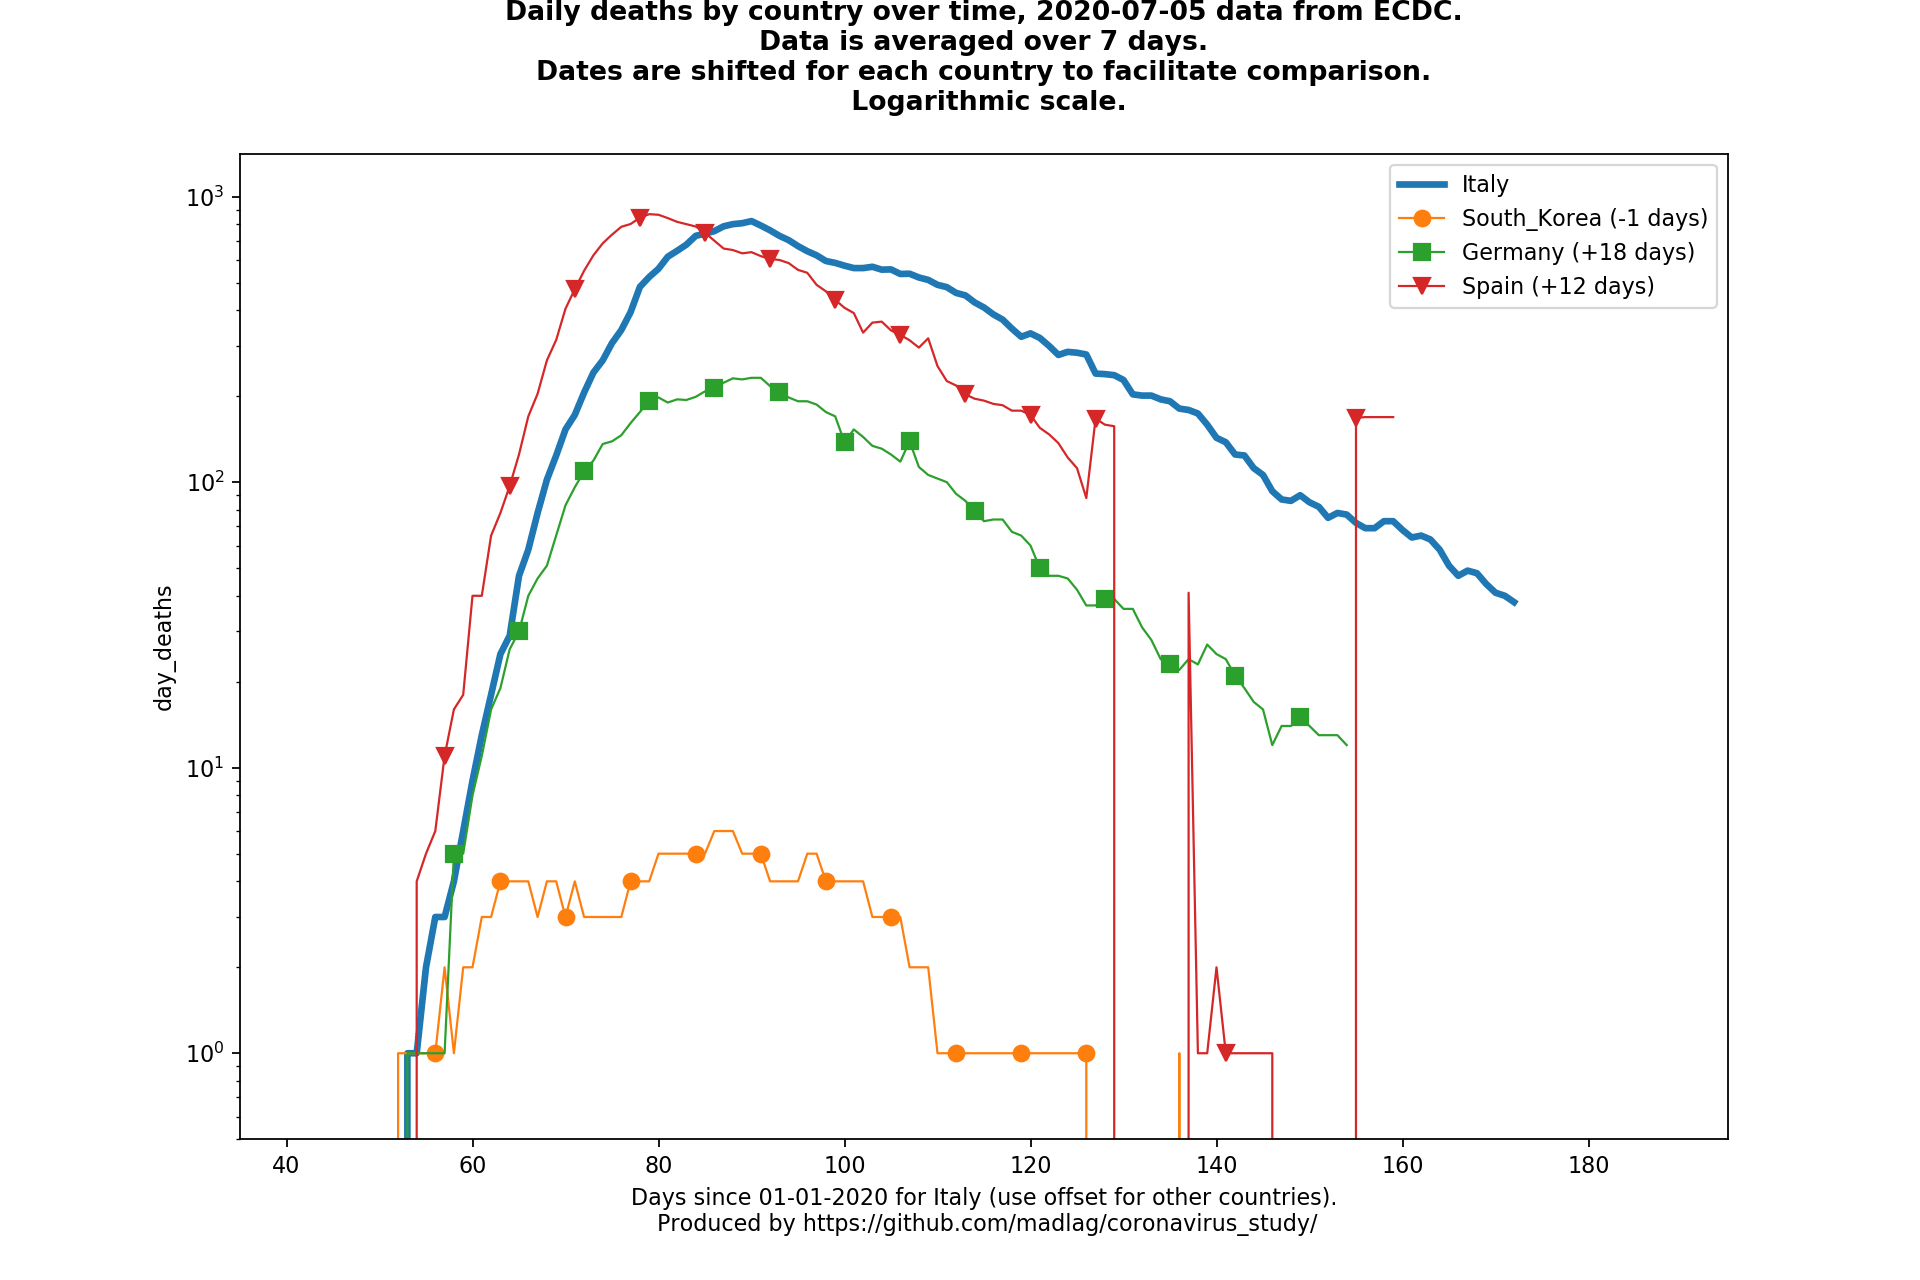 Daily deaths by country over time, 2020-07-05 data from ECDC.
Data is averaged over 7 days.
Dates are shifted for each country to facilitate comparison.
Logarithmic scale.
10³
10²
10¹
10⁰
day_deaths
Italy
South_Korea (-1 days)
Germany (+18 days)
Spain (+12 days)
40 60 80 100 120 140 160 180
Days since 01-01-2020 for Italy (use offset for other countries).
Produced by https://github.com/madlag/coronavirus_study/